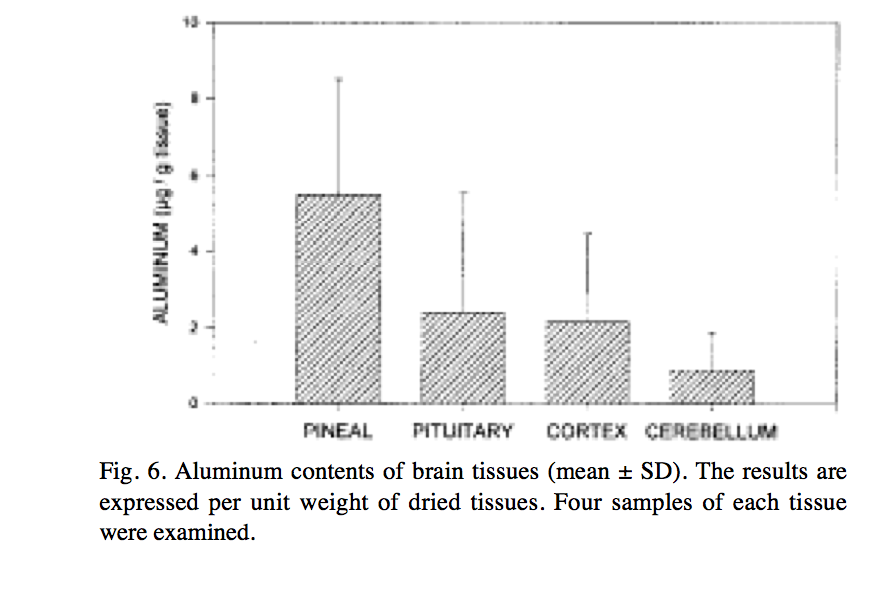 10
8
6
4
2
0
ALUMINUM (µg / g tissue)
PINEAL PITUITARY CORTEX CEREBELLUM
Fig. 6. Aluminum contents of brain tissues (mean ± SD). The results are
expressed per unit weight of dried tissues. Four samples of each tissue
were examined.